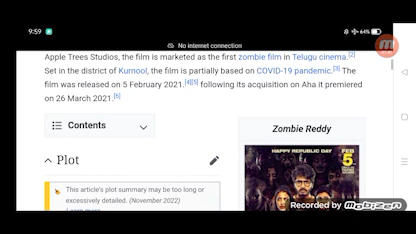 9:59
64%
No internet connection
Apple Trees Studios, the film is marketed as the first zombie film in Telugu cinema.[2]
Set in the district of Kurnool, the film is partially based on COVID-19 pandemic.[3] The
film was released on 5 February 2021.[4][5] following its acquisition on Aha it premiered
on 26 March 2021.[6]
Contents
Plot
This article's plot summary may be too long or
excessively detailed. (November 2022)
Learn more
Zombie Reddy
HAPPY REPUBLIC DAY
FEB
5
Recorded by MOBIZEN